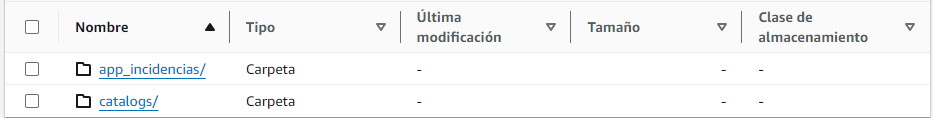 Nombre Tipo Última modificación Tamaño Clase de almacenamiento
app_incidencias/ Carpeta - - -
catalogs/ Carpeta - - -